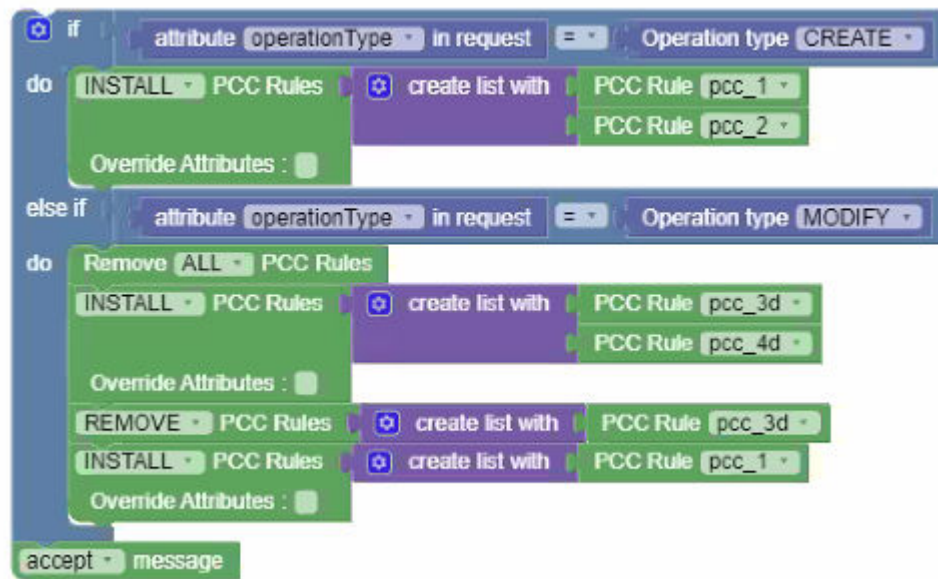 if attribute operationType in request = Operation type CREATE
do INSTALL PCC Rules create list with PCC Rule pcc_1
PCC Rule pcc_2
Override Attributes :
else if attribute operationType in request = Operation type MODIFY
do Remove ALL PCC Rules
INSTALL PCC Rules create list with PCC Rule pcc_3d
PCC Rule pcc_4d
Override Attributes :
REMOVE PCC Rules create list with PCC Rule pcc_3d
INSTALL PCC Rules create list with PCC Rule pcc_1
Override Attributes :
accept message